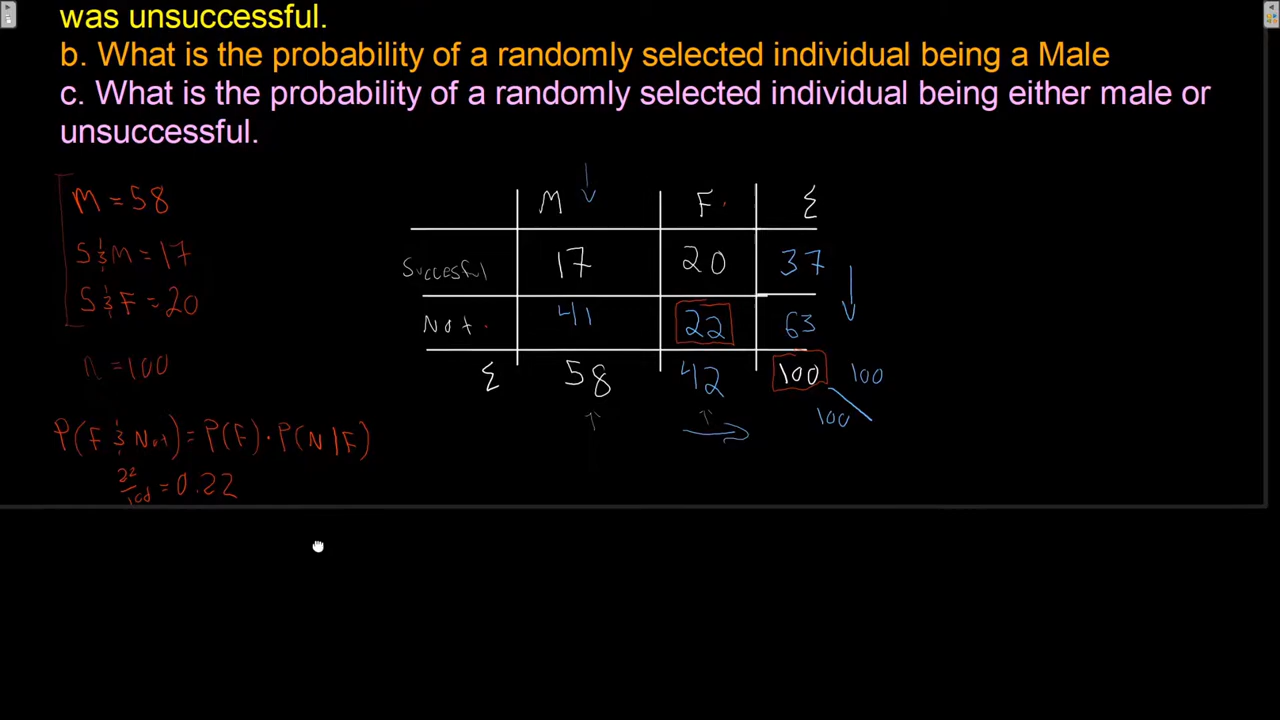 was unsuccessful.
b. What is the probability of a randomly selected individual being a Male
c. What is the probability of a randomly selected individual being either male or
unsuccessful.
M = 58
S & M = 17
S & F = 20
n = 100
P(F & Not) = P(F) · P(N|F)
22/100 = 0.22
M F Σ
Succesful 17 20 37
Not 41 22 63
Σ 58 42 100 100
100